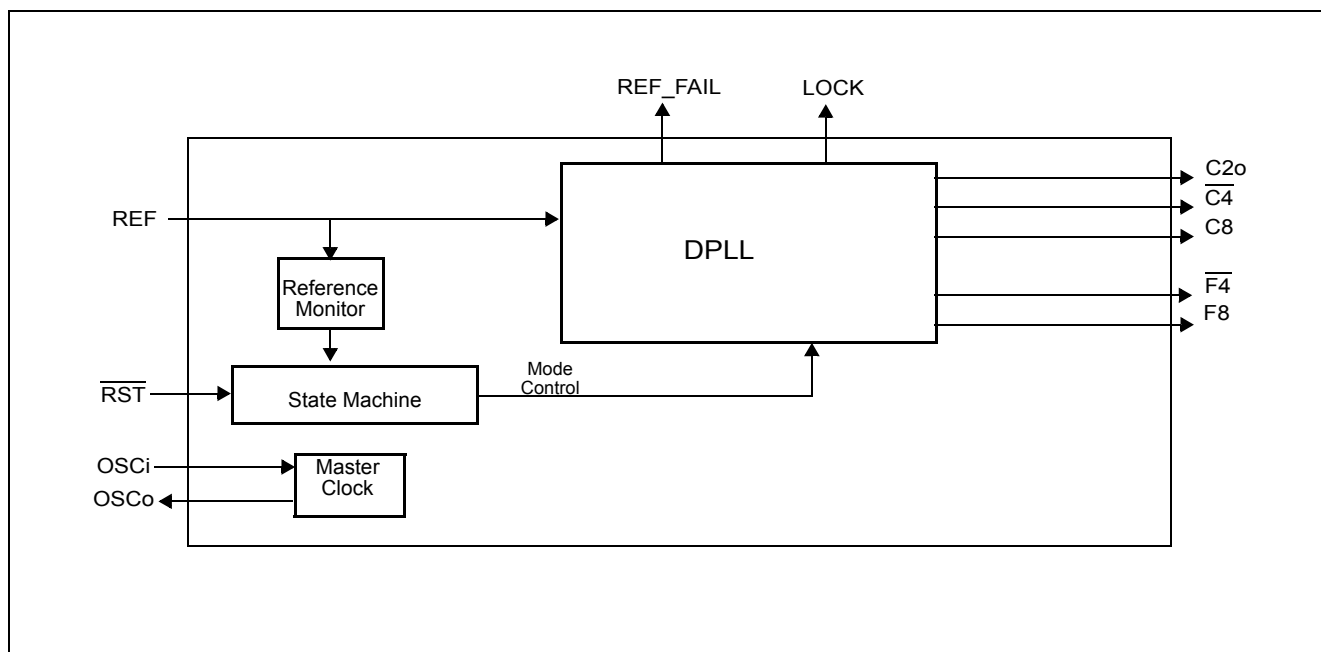 REF_FAIL
LOCK
C2o
C4
C8
REF
DPLL
Reference
Monitor
F4
F8
RST
State Machine
Mode
Control
OSCi
Master
Clock
OSCo